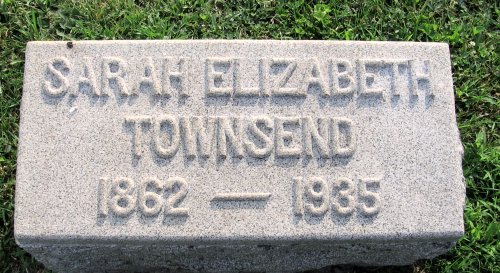 SARAH ELIZABETH
TOWNSEND
1862 — 1935